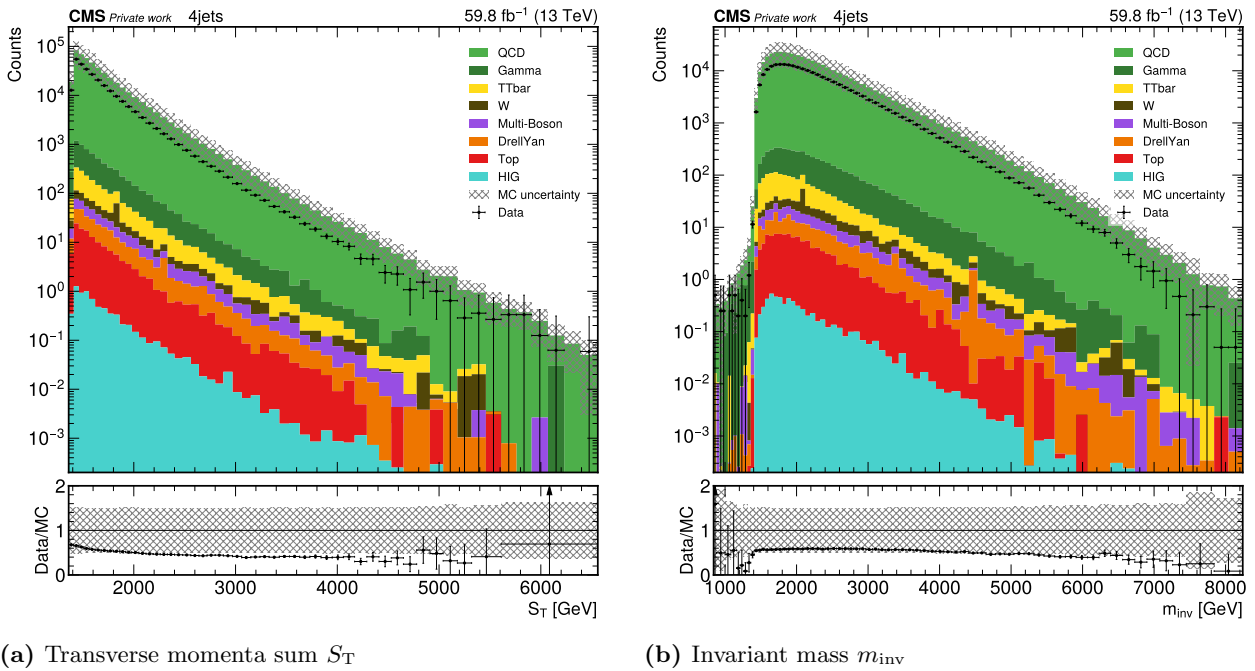 CMS Private work 4jets 59.8 fb⁻¹ (13 TeV)
Counts
10⁵
10⁴
10³
10²
10¹
10⁰
10⁻¹
10⁻²
10⁻³
QCD
Gamma
TTbar
W
Multi-Boson
DrellYan
Top
HIG
MC uncertainty
Data
Data/MC
2
1
0
2000 3000 4000 5000 6000
S_T [GeV]
(a) Transverse momenta sum S_T
CMS Private work 4jets 59.8 fb⁻¹ (13 TeV)
Counts
10⁴
10³
10²
10¹
10⁰
10⁻¹
10⁻²
10⁻³
QCD
Gamma
TTbar
W
Multi-Boson
DrellYan
Top
HIG
MC uncertainty
Data
Data/MC
2
1
0
1000 2000 3000 4000 5000 6000 7000 8000
m_inv [GeV]
(b) Invariant mass m_inv